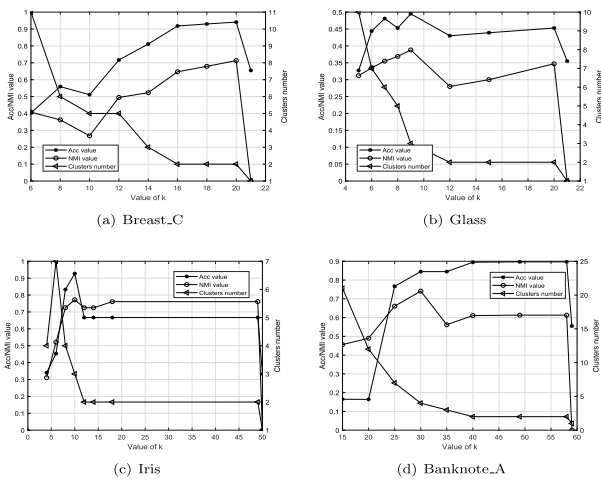 1
0.9
0.8
0.7
0.6
0.5
0.4
0.3
0.2
0.1
0
Acc/NMI value
11
10
9
8
7
6
5
4
3
2
1
Clusters number
6 8 10 12 14 16 18 20 22
Value of k
Acc value
NMI value
Clusters number
(a) Breast_C
0.5
0.45
0.4
0.35
0.3
0.25
0.2
0.15
0.1
0.05
0
Acc/NMI value
10
9
8
7
6
5
4
3
2
1
Clusters number
4 6 8 10 12 14 16 18 20 22
Value of k
Acc value
NMI value
Clusters number
(b) Glass
1
0.9
0.8
0.7
0.6
0.5
0.4
0.3
0.2
0.1
0
Acc/NMI value
7
6
5
4
3
2
1
Clusters number
0 5 10 15 20 25 30 35 40 45 50
Value of k
Acc value
NMI value
Clusters number
(c) Iris
0.9
0.8
0.7
0.6
0.5
0.4
0.3
0.2
0.1
0
Acc/NMI value
25
20
15
10
5
0
Clusters number
15 20 25 30 35 40 45 50 55 60
Value of k
Acc value
NMI value
Clusters number
(d) Banknote_A